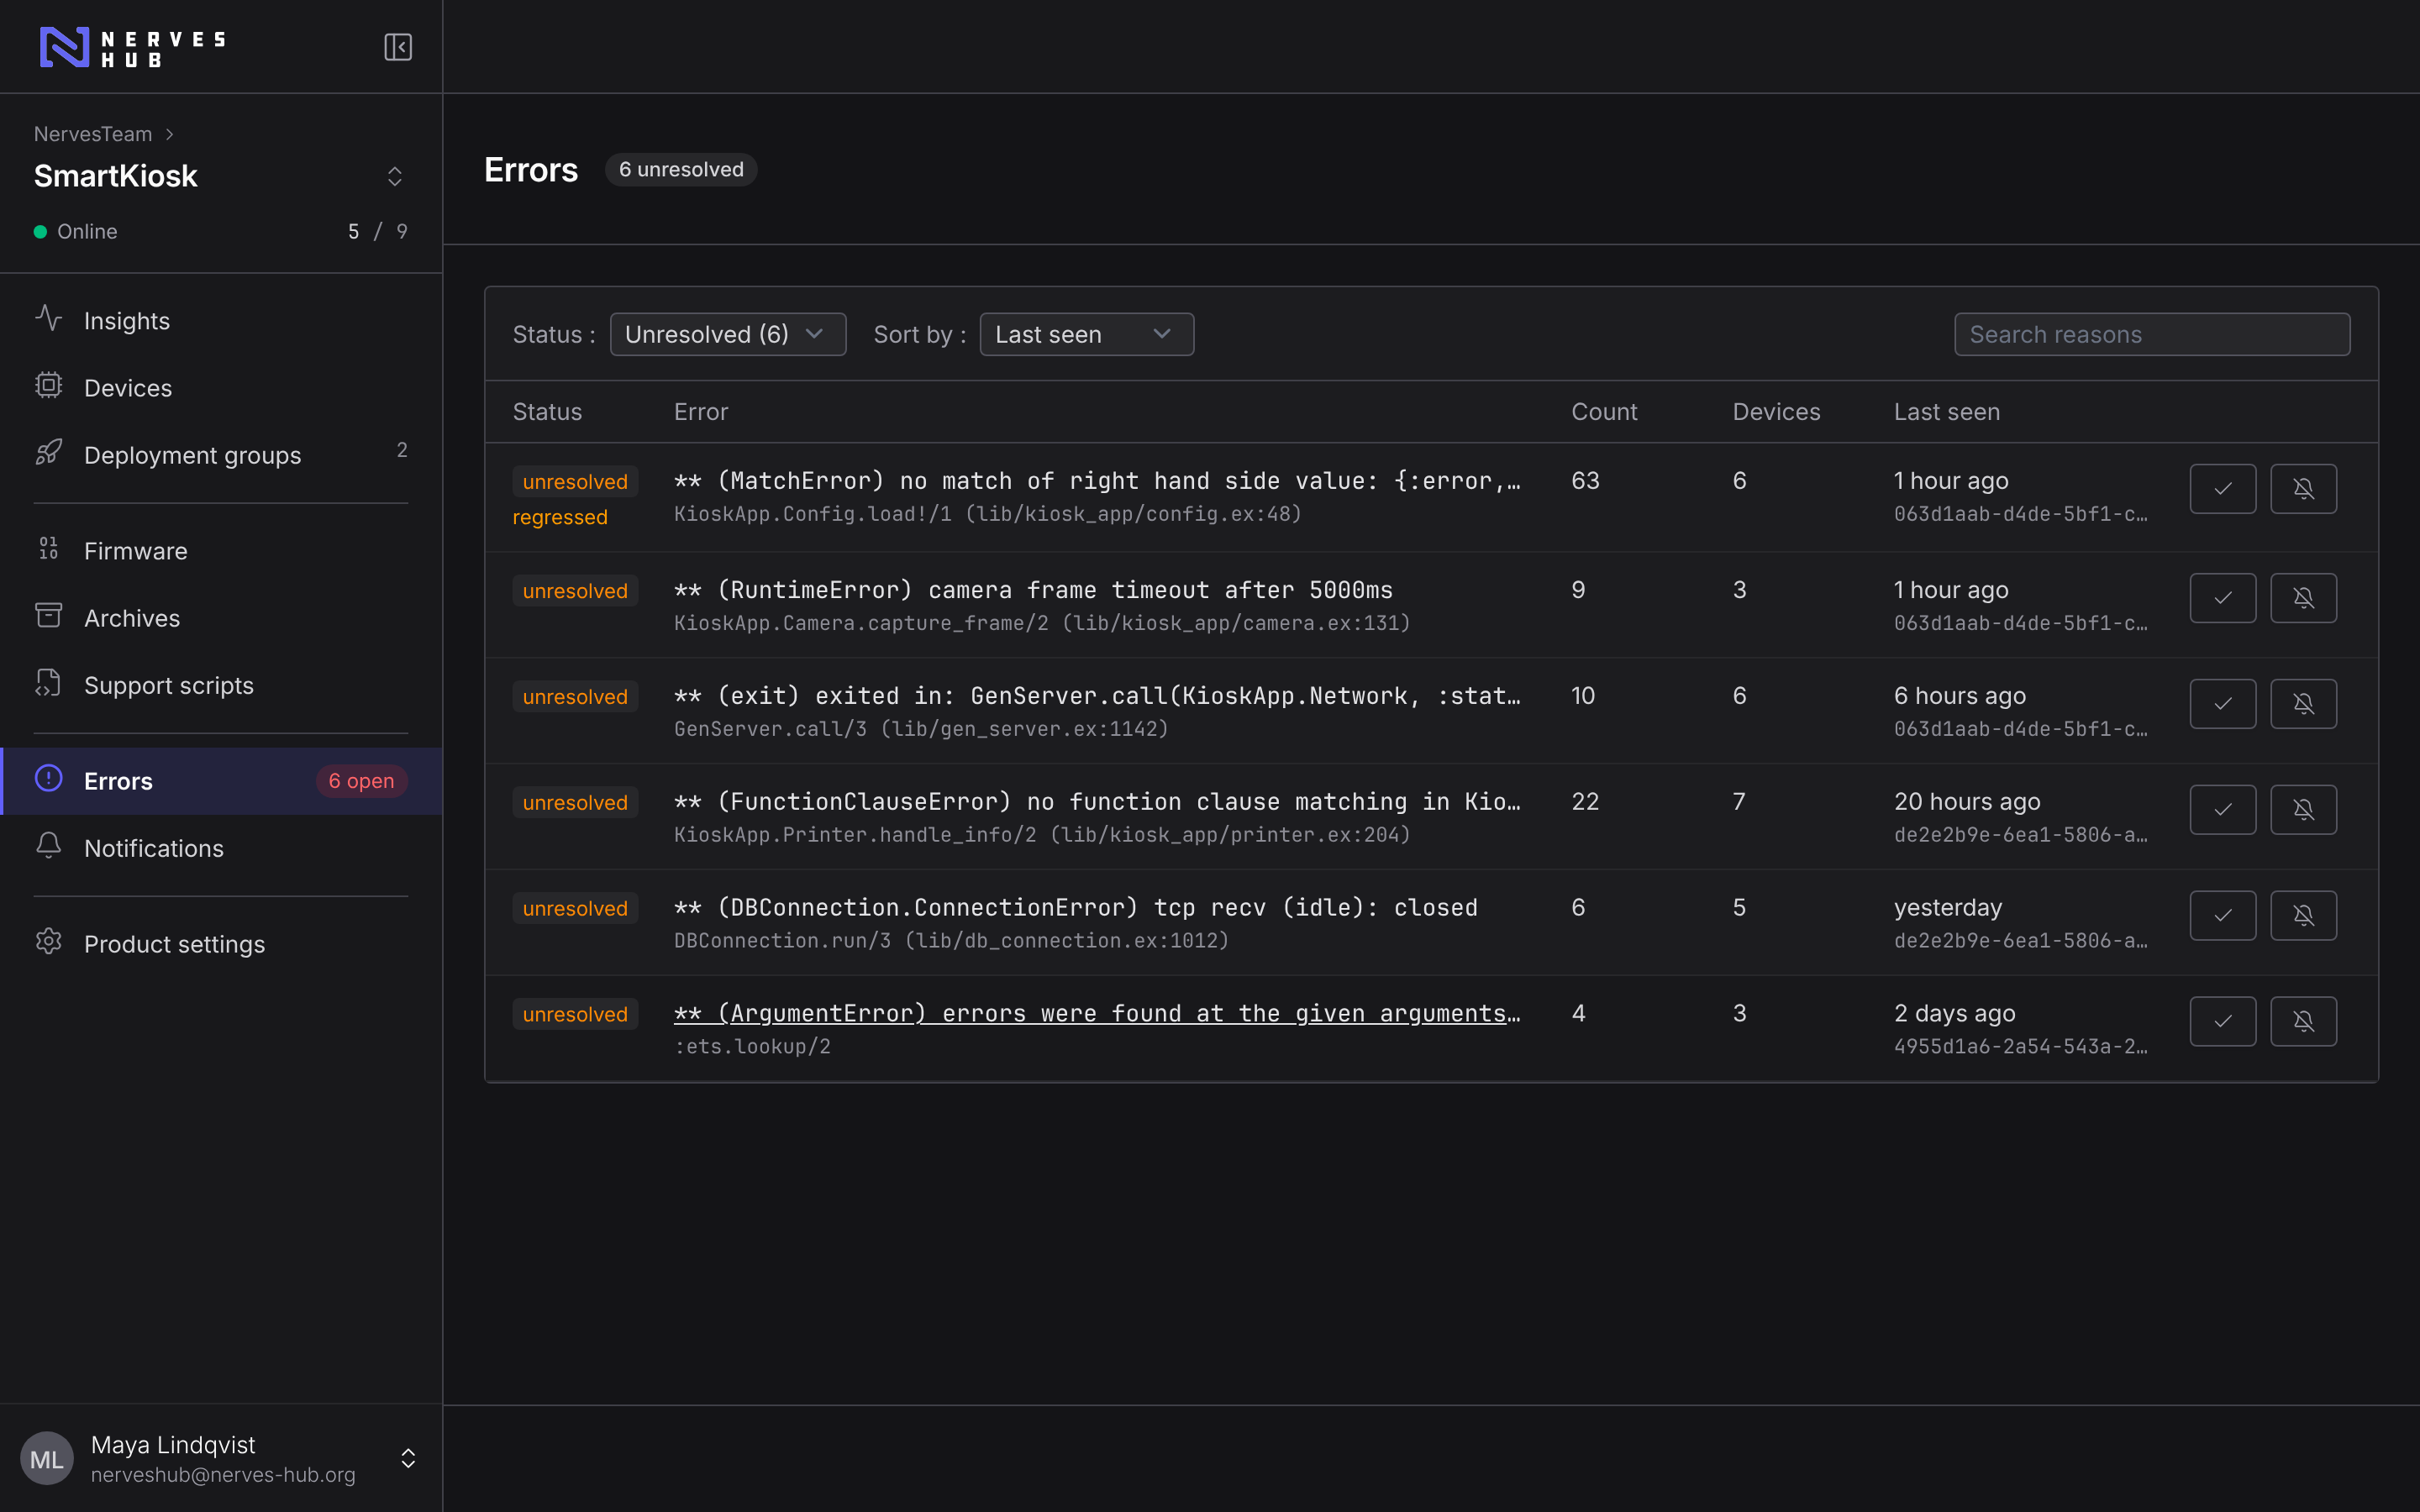 NERVES
HUB
NervesTeam
SmartKiosk
Online 5 / 9
Insights
Devices
Deployment groups 2
Firmware
Archives
Support scripts
Errors 6 open
Notifications
Product settings
Maya Lindqvist
ML
nerveshub@nerves-hub.org
Errors 6 unresolved
Status : Unresolved (6) Sort by : Last seen Search reasons
Status Error Count Devices Last seen
unresolved ** (MatchError) no match of right hand side value: {:error,… 63 6 1 hour ago
regressed KioskApp.Config.load!/1 (lib/kiosk_app/config.ex:48) 063d1aab-d4de-5bf1-c…
unresolved ** (RuntimeError) camera frame timeout after 5000ms 9 3 1 hour ago
KioskApp.Camera.capture_frame/2 (lib/kiosk_app/camera.ex:131) 063d1aab-d4de-5bf1-c…
unresolved ** (exit) exited in: GenServer.call(KioskApp.Network, :stat… 10 6 6 hours ago
GenServer.call/3 (lib/gen_server.ex:1142) 063d1aab-d4de-5bf1-c…
unresolved ** (FunctionClauseError) no function clause matching in Kio… 22 7 20 hours ago
KioskApp.Printer.handle_info/2 (lib/kiosk_app/printer.ex:204) de2e2b9e-6ea1-5806-a…
unresolved ** (DBConnection.ConnectionError) tcp recv (idle): closed 6 5 yesterday
DBConnection.run/3 (lib/db_connection.ex:1012) de2e2b9e-6ea1-5806-a…
unresolved ** (ArgumentError) errors were found at the given arguments… 4 3 2 days ago
:ets.lookup/2 4955d1a6-2a54-543a-2…